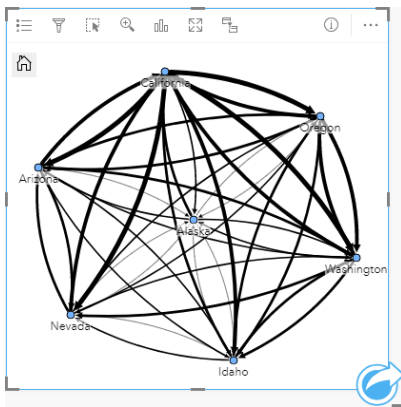 California
Oregon
Arizona
Alaska
Washington
Nevada
Idaho